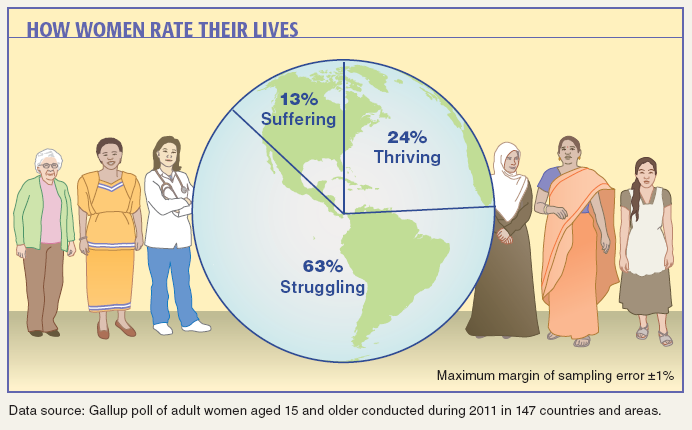 HOW WOMEN RATE THEIR LIVES
13%
Suffering
24%
Thriving
63%
Struggling
Maximum margin of sampling error ±1%
Data source: Gallup poll of adult women aged 15 and older conducted during 2011 in 147 countries and areas.